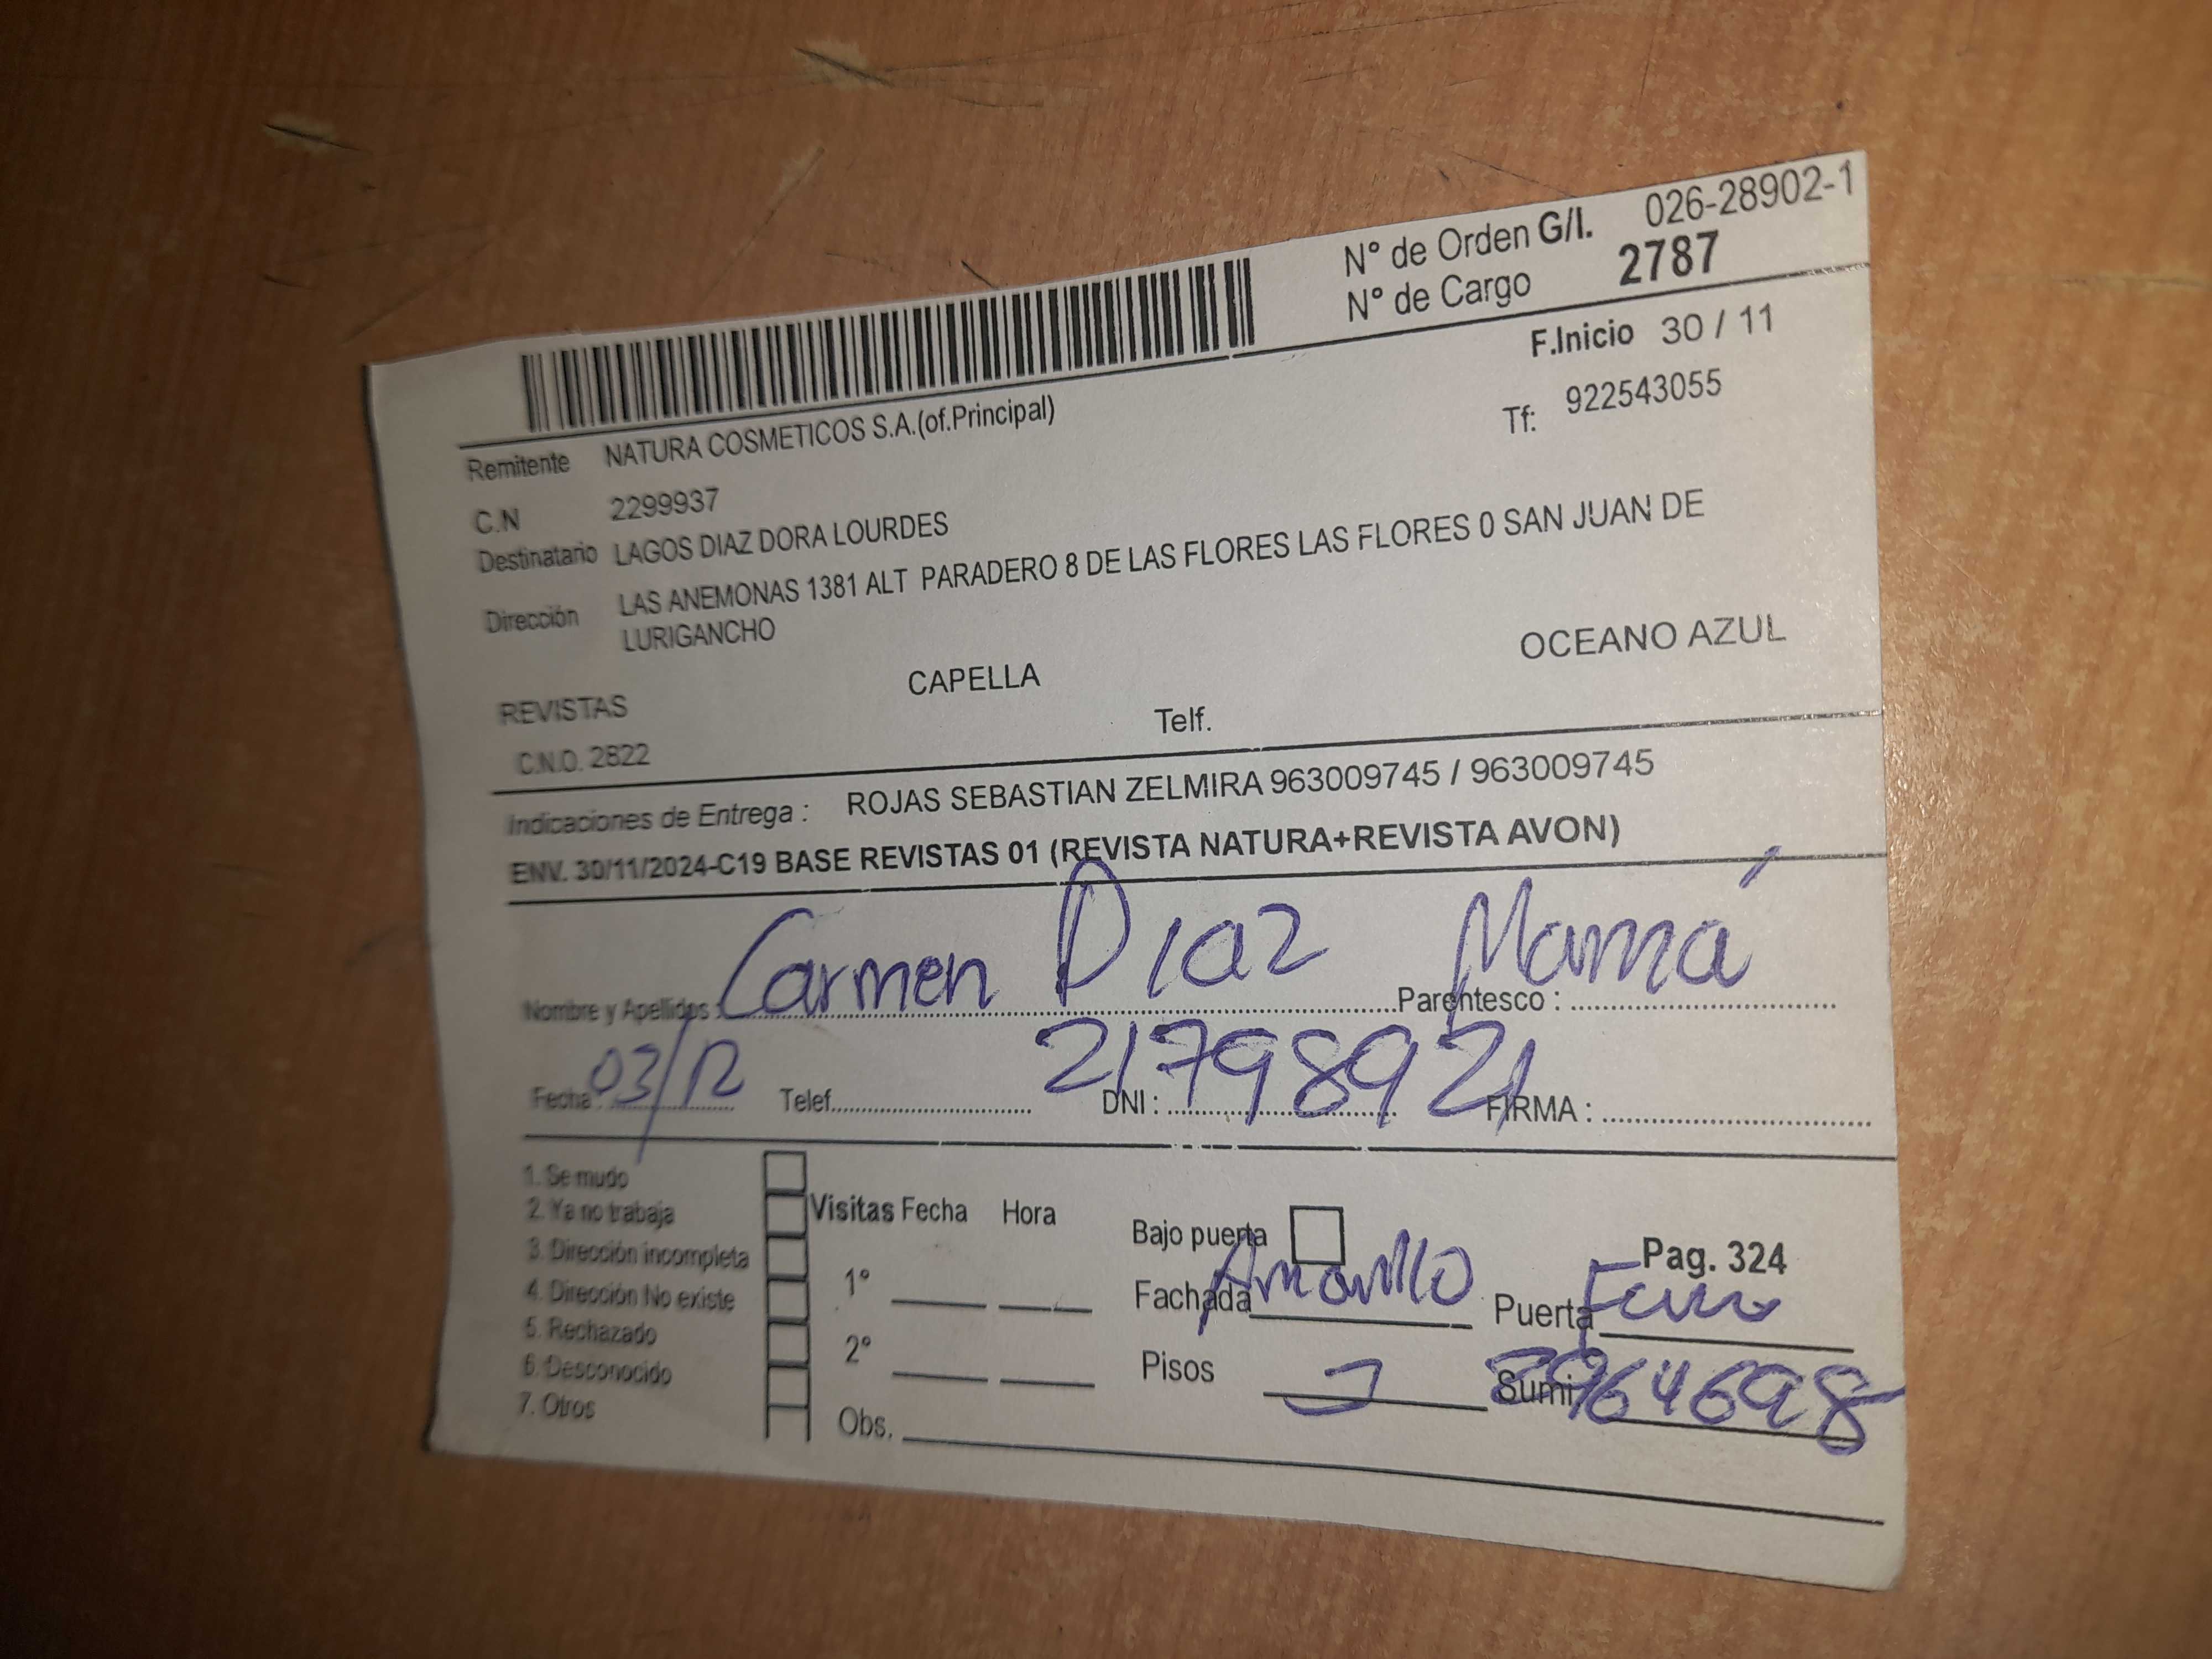 N° de Orden G/I. 026-28902-1
N° de Cargo 2787
F.Inicio 30 / 11
Remitente NATURA COSMETICOS S.A.(of.Principal)
Tf: 922543055
C.N 2299937
Destinatario LAGOS DIAZ DORA LOURDES
Dirección LAS ANEMONAS 1381 ALT PARADERO 8 DE LAS FLORES LAS FLORES 0 SAN JUAN DE
LURIGANCHO
REVISTAS CAPELLA OCEANO AZUL
C.N.O. 2822 Telf.
Indicaciones de Entrega : ROJAS SEBASTIAN ZELMIRA 963009745 / 963009745
ENV. 30/11/2024-C19 BASE REVISTAS 01 (REVISTA NATURA+REVISTA AVON)
Nombre y Apellidos : Carmen Diaz Parentesco : Mamá
Fecha : 03/12 Telef. DNI : 21798921 FIRMA :
1. Se mudo
2. Ya no trabaja
3. Dirección incompleta
4. Dirección No existe
5. Rechazado
6. Desconocido
7. Otros
Visitas Fecha Hora
1°
2°
Obs.
Bajo puerta
Pag. 324
Fachada Amarillo Puerta
Pisos Sumi